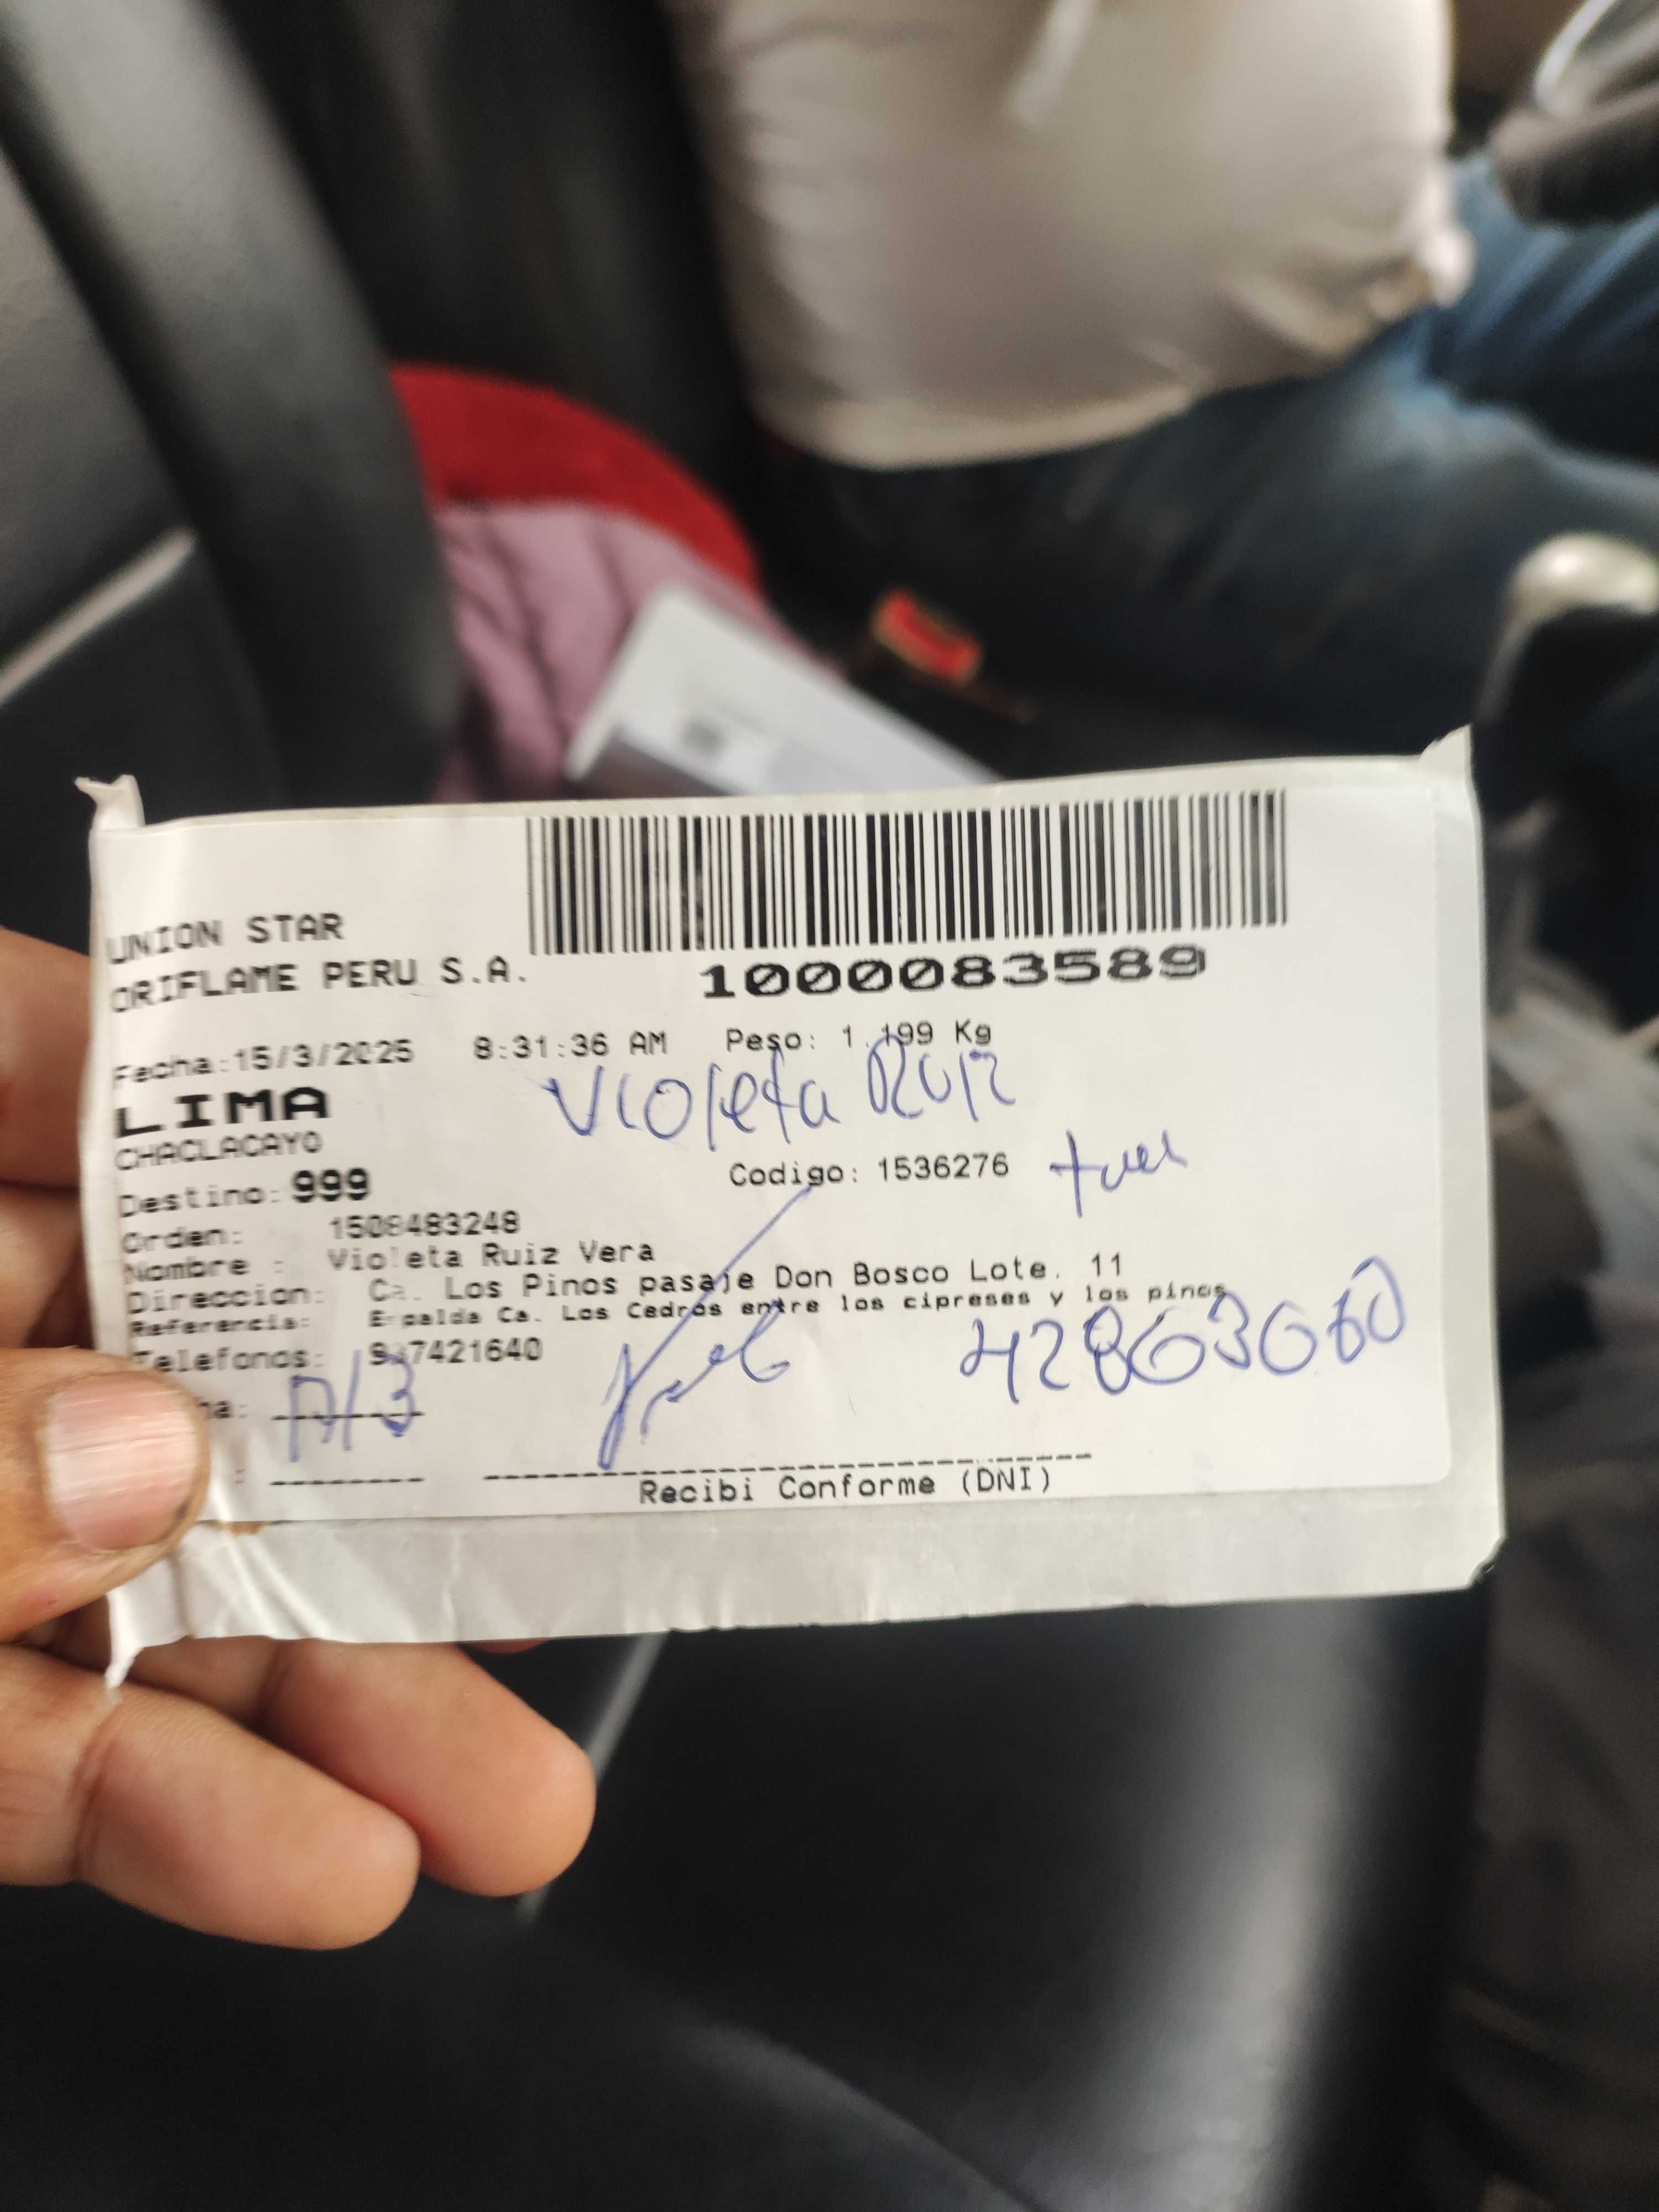 UNION STAR
ORIFLAME PERU S.A.
1000083589
Fecha:15/3/2025 8:31:36 AM Peso: 1.199 Kg
LIMA
Violeta Ruiz
CHACLACAYO
Codigo: 1536276
Destino: 999
Orden: 1508483248
Nombre : Violeta Ruiz Vera
Direccion: Ca. Los Pinos pasaje Don Bosco Lote. 11
Referencia: Espalda Ca. Los Cedros entre los cipreses y los pinos
Telefonos:
Recibi Conforme (DNI)